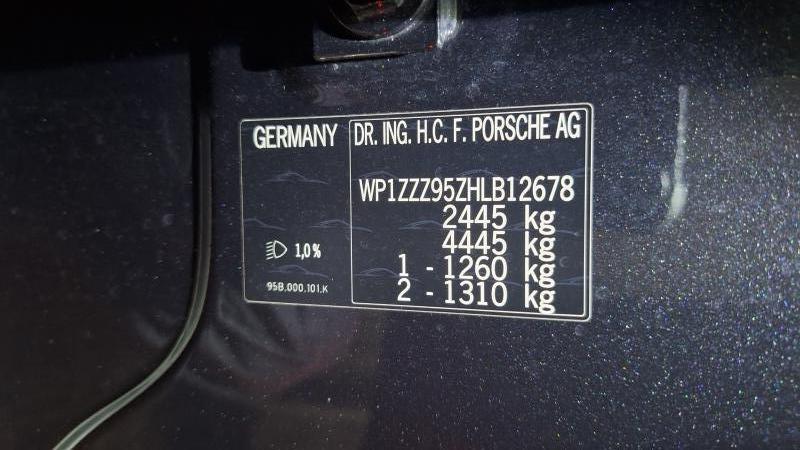 GERMANY
DR. ING. H.C. F. PORSCHE AG
WP1ZZZ95ZHLB12678
2445 kg
4445 kg
1 - 1260 kg
2 - 1310 kg
1,0%
95B.000.101.K